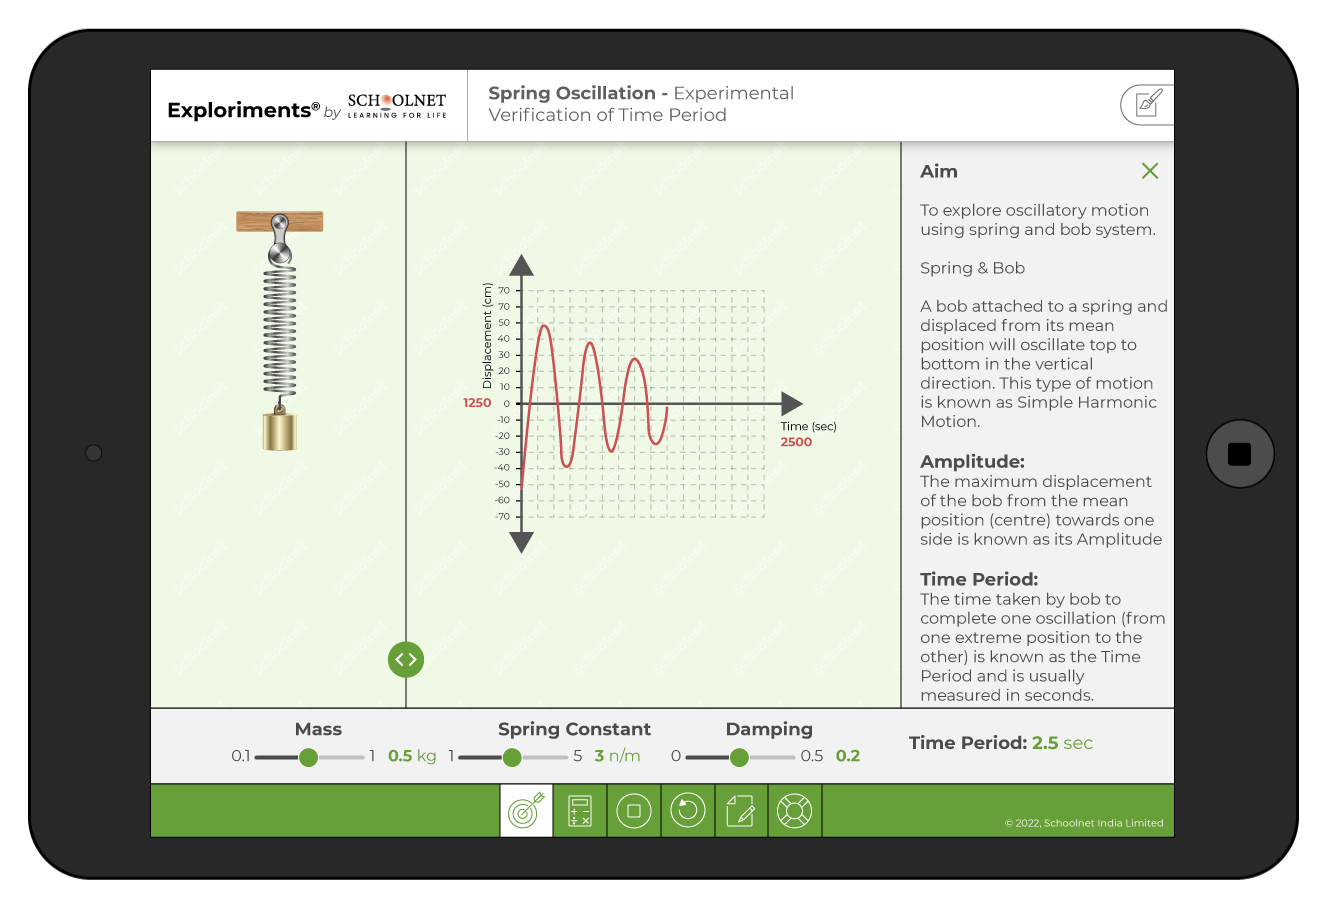 Exploriments® by SCHOOLNET
LEARNING FOR LIFE
Spring Oscillation - Experimental
Verification of Time Period
Displacement (cm)
70
70
50
40
30
20
10
1250 0
-10
-20
-30
-40
-50
-60
-70
Time (sec)
2500
Aim
To explore oscillatory motion
using spring and bob system.
Spring & Bob
A bob attached to a spring and
displaced from its mean
position will oscillate top to
bottom in the vertical
direction. This type of motion
is known as Simple Harmonic
Motion.
Amplitude:
The maximum displacement
of the bob from the mean
position (centre) towards one
side is known as its Amplitude
Time Period:
The time taken by bob to
complete one oscillation (from
one extreme position to the
other) is known as the Time
Period and is usually
measured in seconds.
Mass
0.1 1 0.5 kg
Spring Constant
1 5 3 n/m
Damping
0 0.5 0.2
Time Period: 2.5 sec
© 2022, Schoolnet India Limited
Schoolnet